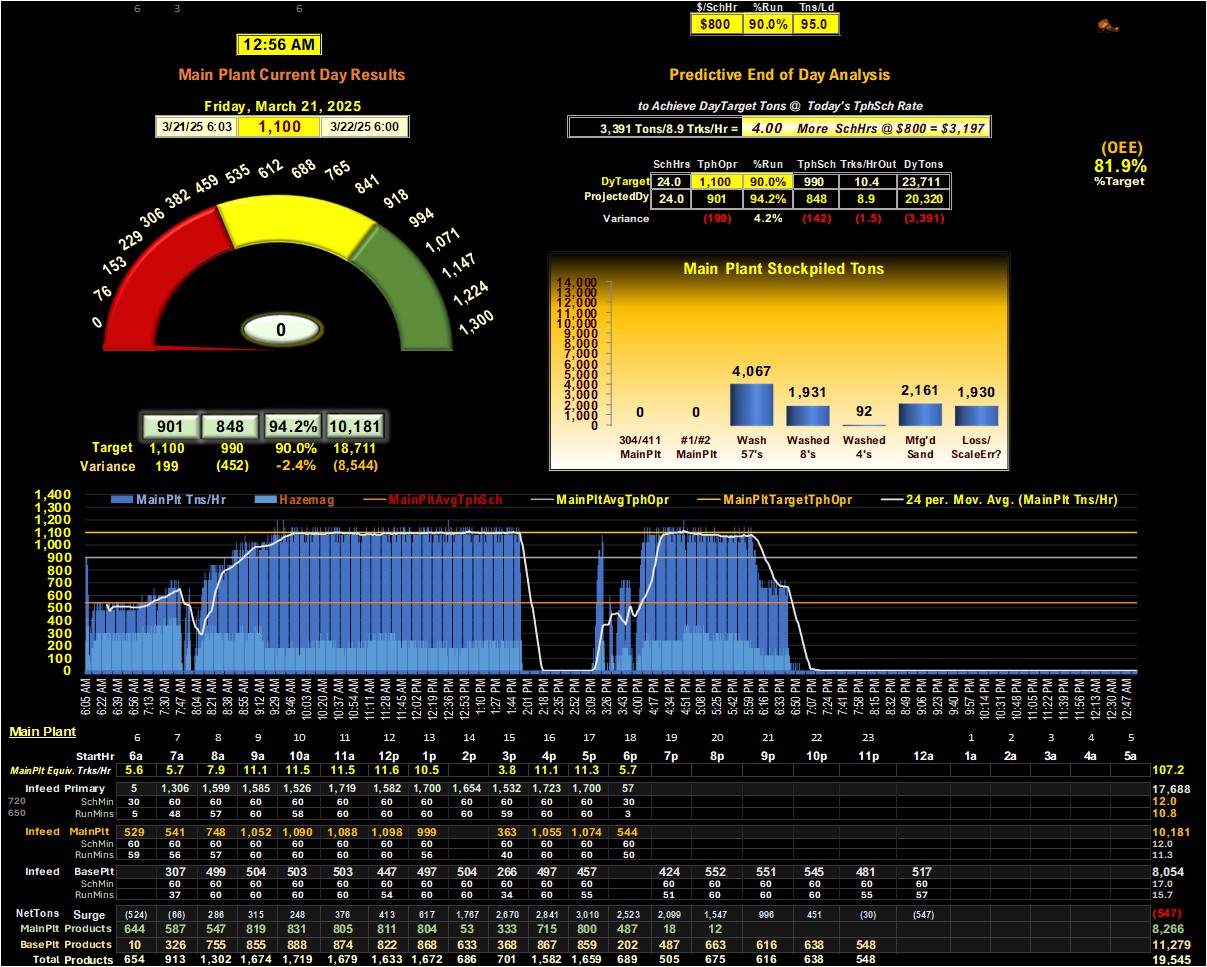 6 3 6
$/SchHr %Run Tns/Ld
$800 90.0% 95.0
12:56 AM
Main Plant Current Day Results
Friday, March 21, 2025
3/21/25 6:03 1,100 3/22/25 6:00
0 76 153 229 306 382 459 535 612 688 765 841 918 994 1,071 1,147 1,224 1,300
0
901 848 94.2% 10,181
Target 1,100 990 90.0% 18,711
Variance 199 (452) -2.4% (8,544)
Predictive End of Day Analysis
to Achieve DayTarget Tons @ Today's TphSch Rate
3,391 Tons/8.9 Trks/Hr = 4.00 More SchHrs @ $800 = $3,197
SchHrs TphOpr %Run TphSch Trks/HrOut DyTons
DyTarget 24.0 1,100 90.0% 990 10.4 23,711
ProjectedDy 24.0 901 94.2% 848 8.9 20,320
Variance (199) 4.2% (142) (1.5) (3,391)
(OEE)
81.9%
%Target
Main Plant Stockpiled Tons
14,000
13,000
12,000
11,000
10,000
9,000
8,000
7,000
6,000
5,000
4,000
3,000
2,000
1,000
0
0 0 4,067 1,931 92 2,161 1,930
304/411 #1/#2 Wash Washed Washed Mfg'd Loss/
MainPlt MainPlt 57's 8's 4's Sand ScaleErr?
MainPlt Tns/Hr Hazemag MainPltAvgTphSch MainPltAvgTphOpr MainPltTargetTphOpr 24 per. Mov. Avg. (MainPlt Tns/Hr)
1,400
1,300
1,200
1,100
1,000
900
800
700
600
500
400
300
200
100
0
6:05 AM 6:22 AM 6:39 AM 6:56 AM 7:13 AM 7:30 AM 7:47 AM 8:04 AM 8:21 AM 8:38 AM 8:55 AM 9:12 AM 9:29 AM 9:46 AM 10:03 AM 10:20 AM 10:37 AM 10:54 AM 11:11 AM 11:28 AM 11:45 AM 12:02 PM 12:19 PM 12:36 PM 12:53 PM 1:10 PM 1:27 PM 1:44 PM 2:01 PM 2:18 PM 2:35 PM 2:52 PM 3:09 PM 3:26 PM 3:43 PM 4:00 PM 4:17 PM 4:34 PM 4:51 PM 5:08 PM 5:25 PM 5:42 PM 5:59 PM 6:16 PM 6:33 PM 6:50 PM 7:07 PM 7:24 PM 7:41 PM 7:58 PM 8:15 PM 8:32 PM 8:49 PM 9:06 PM 9:23 PM 9:40 PM 9:57 PM 10:14 PM 10:31 PM 10:48 PM 11:05 PM 11:22 PM 11:39 PM 11:56 PM 12:13 AM 12:30 AM 12:47 AM
Main Plant 6 7 8 9 10 11 12 13 14 15 16 17 18 19 20 21 22 23 1 2 3 4 5
StartHr 6a 7a 8a 9a 10a 11a 12p 1p 2p 3p 4p 5p 6p 7p 8p 9p 10p 11p 12a 1a 2a 3a 4a 5a
MainPlt Equiv. Trks/Hr 5.6 5.7 7.9 11.1 11.5 11.5 11.6 10.5 3.8 11.1 11.3 5.7 107.2
Infeed Primary 5 1,306 1,599 1,585 1,526 1,719 1,582 1,700 1,654 1,532 1,723 1,700 57 17,688
720 SchMin 30 60 60 60 60 60 60 60 60 60 60 60 30 12.0
650 RunMins 5 48 57 60 58 60 60 60 60 59 60 60 3 10.8
Infeed MainPlt 529 541 748 1,052 1,090 1,088 1,098 999 363 1,055 1,074 544 10,181
SchMin 60 60 60 60 60 60 60 60 60 60 60 60 12.0
RunMins 59 56 57 60 60 60 60 56 40 60 60 50 11.3
Infeed BasePlt 307 499 504 503 503 447 497 504 266 497 457 424 552 551 545 481 517 8,054
SchMin 60 60 60 60 60 60 60 60 60 60 60 60 60 60 60 60 60 17.0
RunMins 37 60 60 60 60 54 60 60 34 60 55 51 60 60 60 55 57 15.7
NetTons Surge (524) (66) 286 315 248 376 413 617 1,767 2,670 2,841 3,010 2,523 2,099 1,547 996 451 (30) (547) (547)
MainPlt Products 644 587 547 819 831 805 811 804 53 333 715 800 487 18 12 8,266
BasePlt Products 10 326 755 855 888 874 822 868 633 368 867 859 202 487 663 616 638 548 11,279
Total Products 654 913 1,302 1,674 1,719 1,679 1,633 1,672 686 701 1,582 1,659 689 505 675 616 638 548 19,545